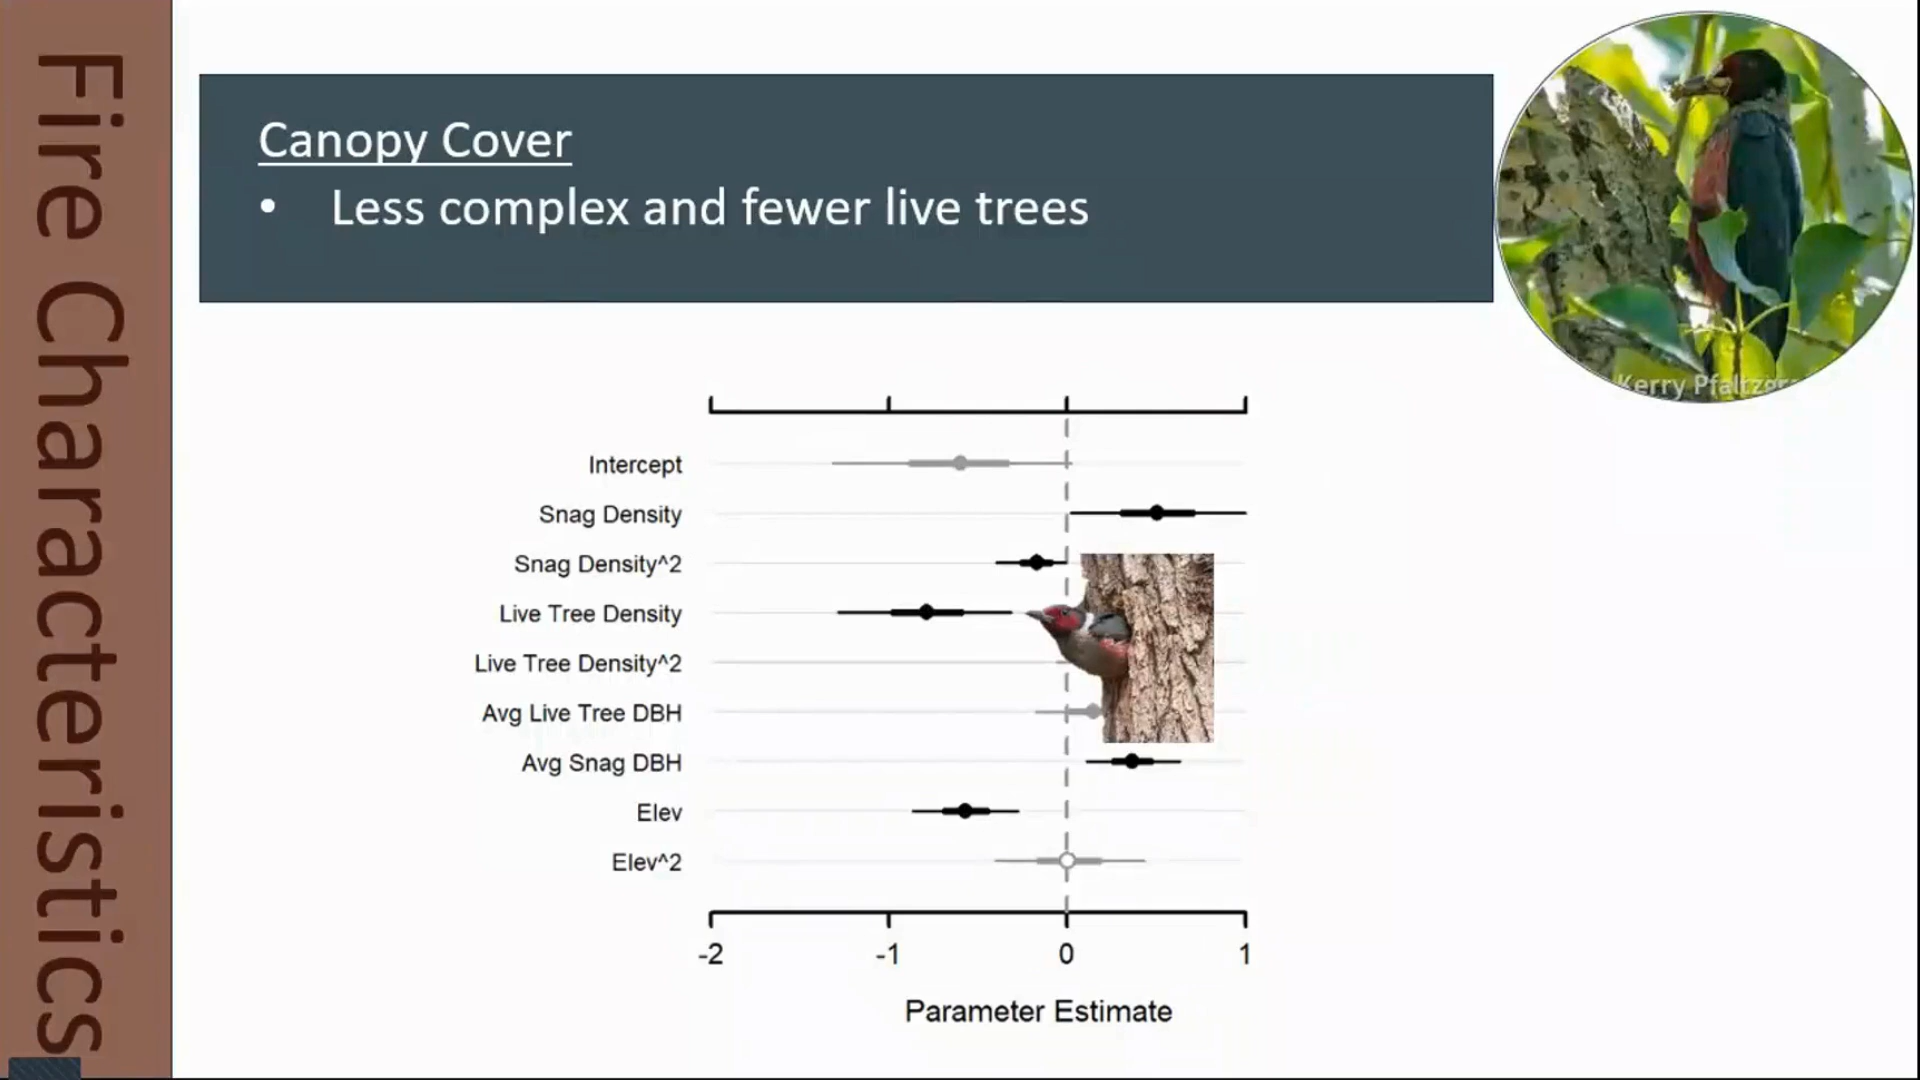 Fire Characteristics
Canopy Cover
• Less complex and fewer live trees
Kerry
Intercept
Snag Density
Snag Density^2
Live Tree Density
Live Tree Density^2
Avg Live Tree DBH
Avg Snag DBH
Elev
Elev^2
-2 -1 0 1
Parameter Estimate